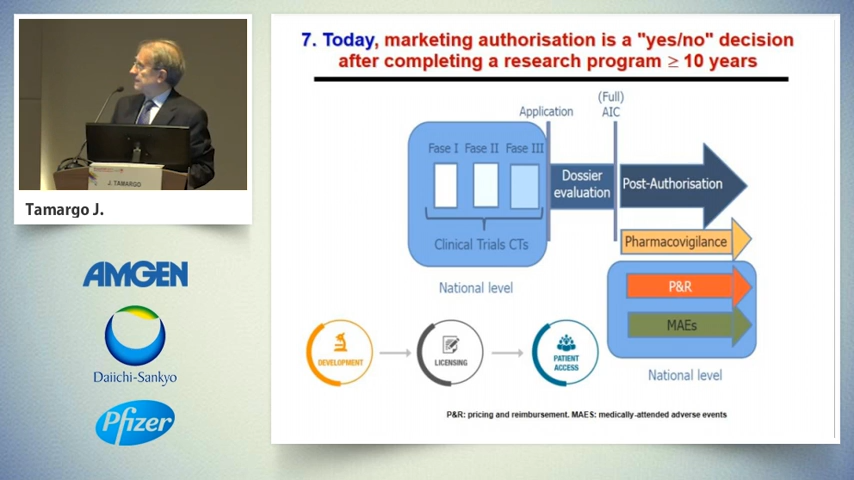 J. TAMARGO
Tamargo J.
AMGEN
Daiichi-Sankyo
Pfizer
7. Today, marketing authorisation is a "yes/no" decision
after completing a research program ≥ 10 years
Application
(Full)
AIC
Fase I
Fase II
Fase III
Clinical Trials CTs
National level
Dossier
evaluation
Post-Authorisation
Pharmacovigilance
P&R
MAEs
National level
DEVELOPMENT
LICENSING
PATIENT
ACCESS
P&R: pricing and reimbursement. MAES: medically-attended adverse events